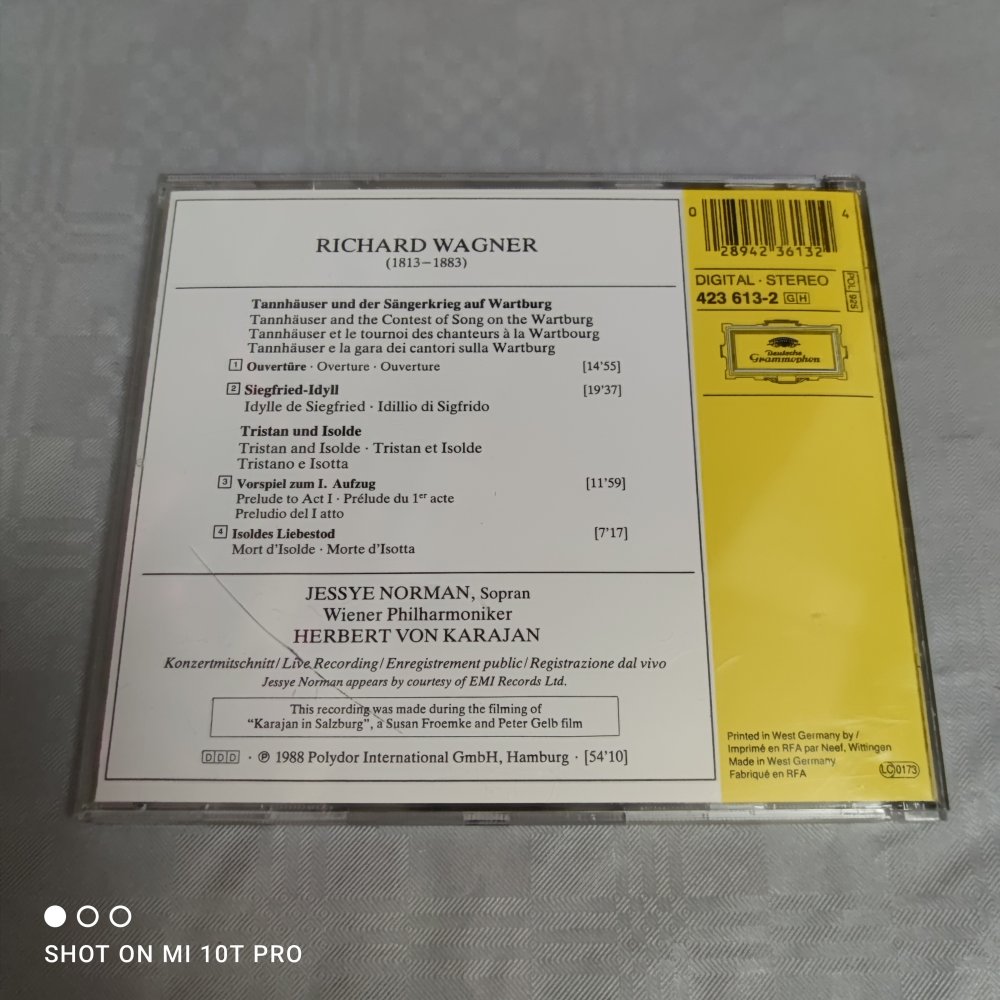 RICHARD WAGNER
(1813–1883)
Tannhäuser und der Sängerkrieg auf Wartburg
Tannhäuser and the Contest of Song on the Wartburg
Tannhäuser et le tournoi des chanteurs à la Wartbourg
Tannhäuser e la gara dei cantori sulla Wartburg
1 Ouvertüre · Overture · Ouverture [14'55]
2 Siegfried-Idyll [19'37]
Idylle de Siegfried · Idillio di Sigfrido
Tristan und Isolde
Tristan and Isolde · Tristan et Isolde
Tristano e Isotta
3 Vorspiel zum I. Aufzug [11'59]
Prelude to Act I · Prélude du 1er acte
Preludio del I atto
4 Isoldes Liebestod [7'17]
Mort d'Isolde · Morte d'Isotta
JESSYE NORMAN, Sopran
Wiener Philharmoniker
HERBERT VON KARAJAN
Konzertmitschnitt/Live Recording/Enregistrement public/Registrazione dal vivo
Jessye Norman appears by courtesy of EMI Records Ltd.
This recording was made during the filming of
"Karajan in Salzburg", a Susan Froemke and Peter Gelb film
DDD · ℗ 1988 Polydor International GmbH, Hamburg · [54'10]
0 28942 36132 4
DIGITAL · STEREO
423 613-2 GH
POL 925
Deutsche
Grammophon
Printed in West Germany by/
Imprimé en RFA par Neef, Wittingen
Made in West Germany
Fabriqué en RFA
LC 0173
SHOT ON MI 10T PRO